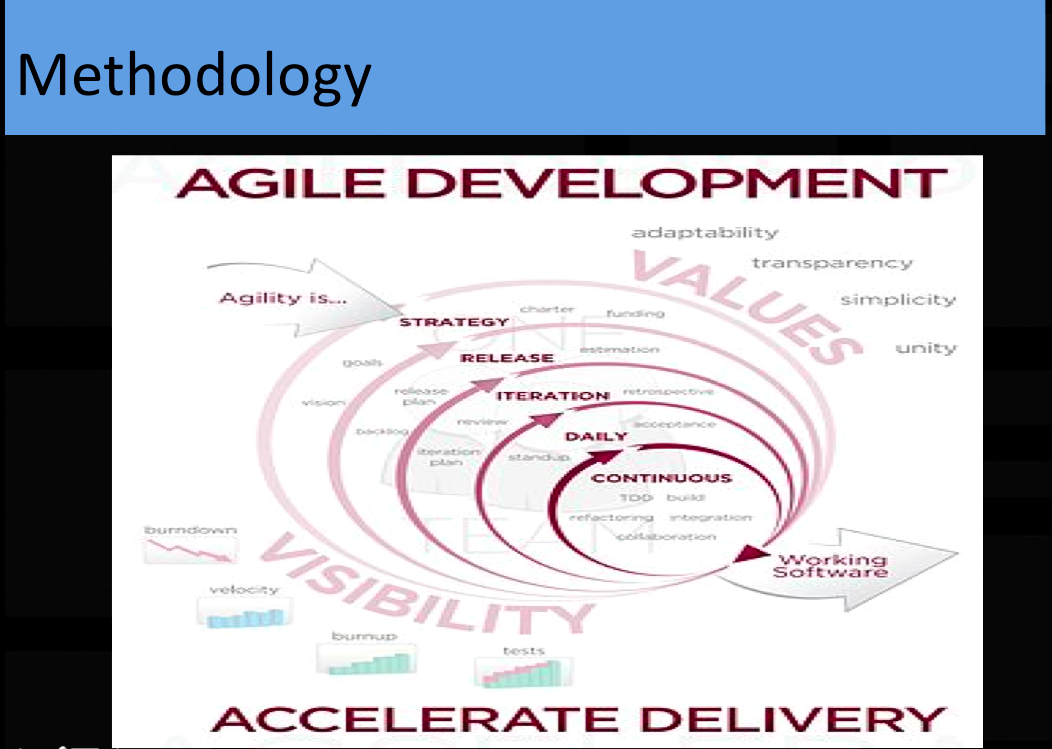 Methodology
AGILE DEVELOPMENT
adaptability
VALUES
transparency
Agility is...
simplicity
STRATEGY
charter
funding
unity
goals
RELEASE
estimation
vision
release
plan
ITERATION
retrospective
backlog
review
DAILY
acceptance
iteration
plan
standup
CONTINUOUS
TDD build
refactoring integration
collaboration
ONE
TEAM
burndown
VISIBILITY
Working
Software
velocity
burnup
tests
ACCELERATE DELIVERY